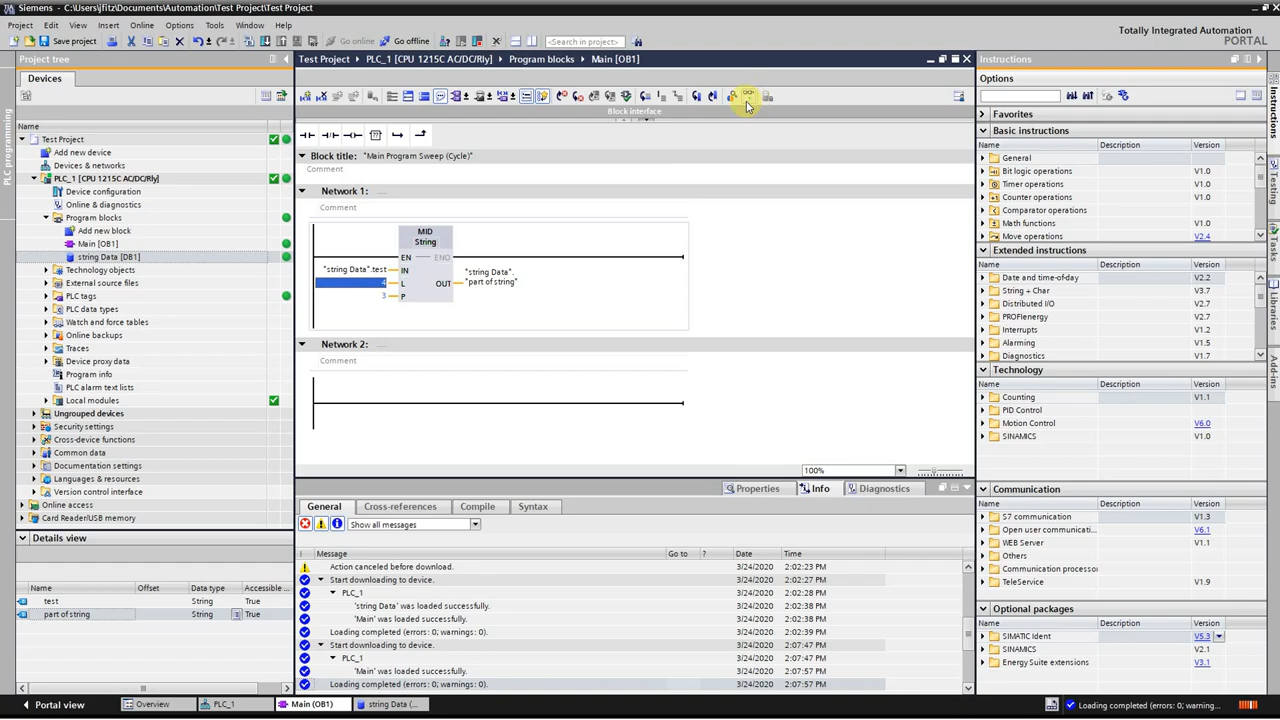 Siemens - C:\Users\jfitz\Documents\Automation\Test Project\Test Project
Project Edit View Insert Online Options Tools Window Help
Save project
Go online
Go offline
<Search in project>
Totally Integrated Automation
PORTAL
Project tree
Devices
Name
Test Project
Add new device
Devices & networks
PLC_1 [CPU 1215C AC/DC/Rly]
Device configuration
Online & diagnostics
Program blocks
Add new block
Main [OB1]
string Data [DB1]
Technology objects
External source files
PLC tags
PLC data types
Watch and force tables
Online backups
Traces
Device proxy data
Program info
PLC alarm text lists
Local modules
Ungrouped devices
Security settings
Cross-device functions
Common data
Documentation settings
Languages & resources
Version control interface
Online access
Card Reader/USB memory
Details view
Name Offset Data type Accessible ...
test String True
part of string String True
PLC programming
Test Project PLC_1 [CPU 1215C AC/DC/Rly] Program blocks Main [OB1]
Block interface
Block title: "Main Program Sweep (Cycle)"
Comment
Network 1:
Comment
MID
String
EN ENO
"string Data".test IN
4 L
3 P
OUT
"string Data".
"part of string"
Network 2:
Comment
100%
Properties Info Diagnostics
General Cross-references Compile Syntax
Show all messages
! Message Go to ? Date Time
Action canceled before download. 3/24/2020 2:02:23 PM
Start downloading to device. 3/24/2020 2:02:27 PM
PLC_1 3/24/2020 2:02:28 PM
'string Data' was loaded successfully. 3/24/2020 2:02:38 PM
'Main' was loaded successfully. 3/24/2020 2:02:38 PM
Loading completed (errors: 0; warnings: 0). 3/24/2020 2:02:39 PM
Start downloading to device. 3/24/2020 2:07:47 PM
PLC_1 3/24/2020 2:07:47 PM
'Main' was loaded successfully. 3/24/2020 2:07:57 PM
Loading completed (errors: 0; warnings: 0). 3/24/2020 2:07:57 PM
Instructions
Options
Favorites
Basic instructions
Name Description Version
General
Bit logic operations V1.0
Timer operations V1.0
Counter operations V1.0
Comparator operations
Math functions V1.0
Move operations V2.4
Extended instructions
Name Description Version
Date and time-of-day V2.2
String + Char V3.7
Distributed I/O V2.7
PROFIenergy V2.7
Interrupts V1.2
Alarming V1.5
Diagnostics V1.7
Technology
Name Description Version
Counting V1.1
PID Control
Motion Control V6.0
SINAMICS V1.0
Communication
Name Description Version
S7 communication V1.3
Open user communicati... V6.1
WEB Server V1.1
Others
Communication processor
TeleService V1.9
Optional packages
Name Description Version
SIMATIC Ident V5.3
SINAMICS V2.1
Energy Suite extensions V3.1
Instructions
Testing
Tasks
Libraries
Add-ins
Portal view
Overview
PLC_1
Main (OB1)
string Data (...
Loading completed (errors: 0; warning...